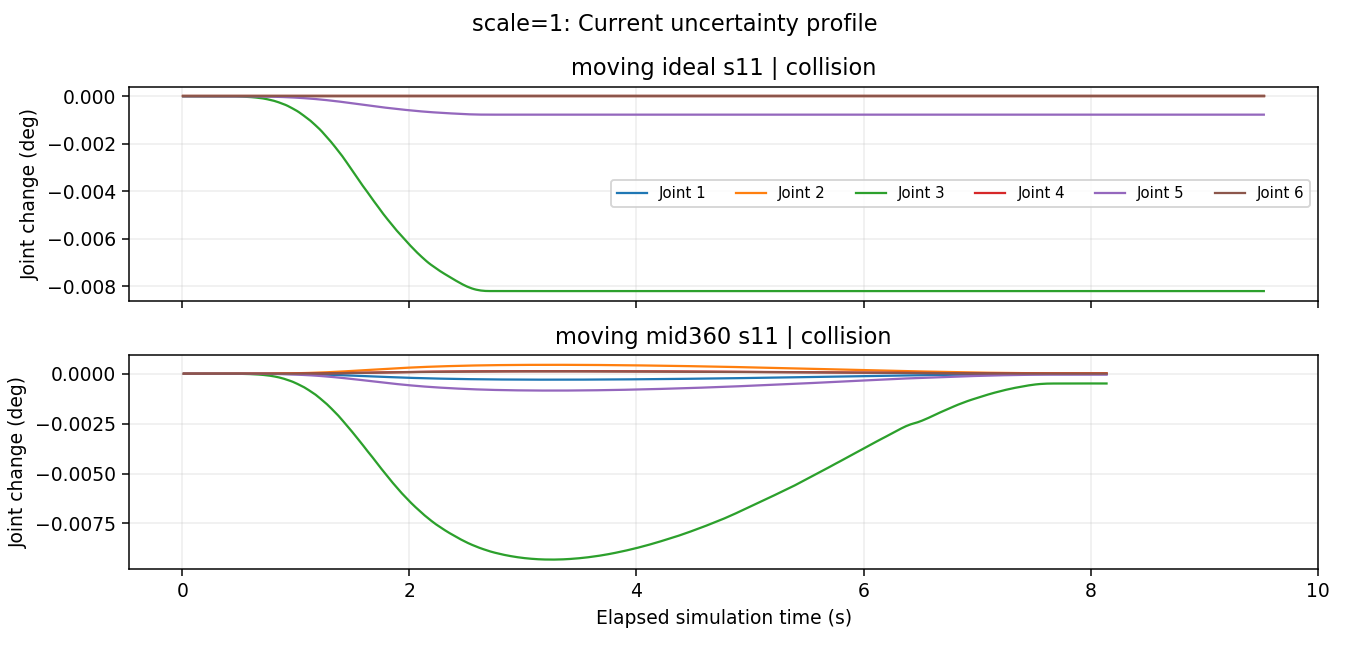 scale=1: Current uncertainty profile
moving ideal s11 | collision
0.000
−0.002
−0.004
−0.006
−0.008
Joint change (deg)
Joint 1
Joint 2
Joint 3
Joint 4
Joint 5
Joint 6
moving mid360 s11 | collision
0.0000
−0.0025
−0.0050
−0.0075
Joint change (deg)
0
2
4
6
8
10
Elapsed simulation time (s)